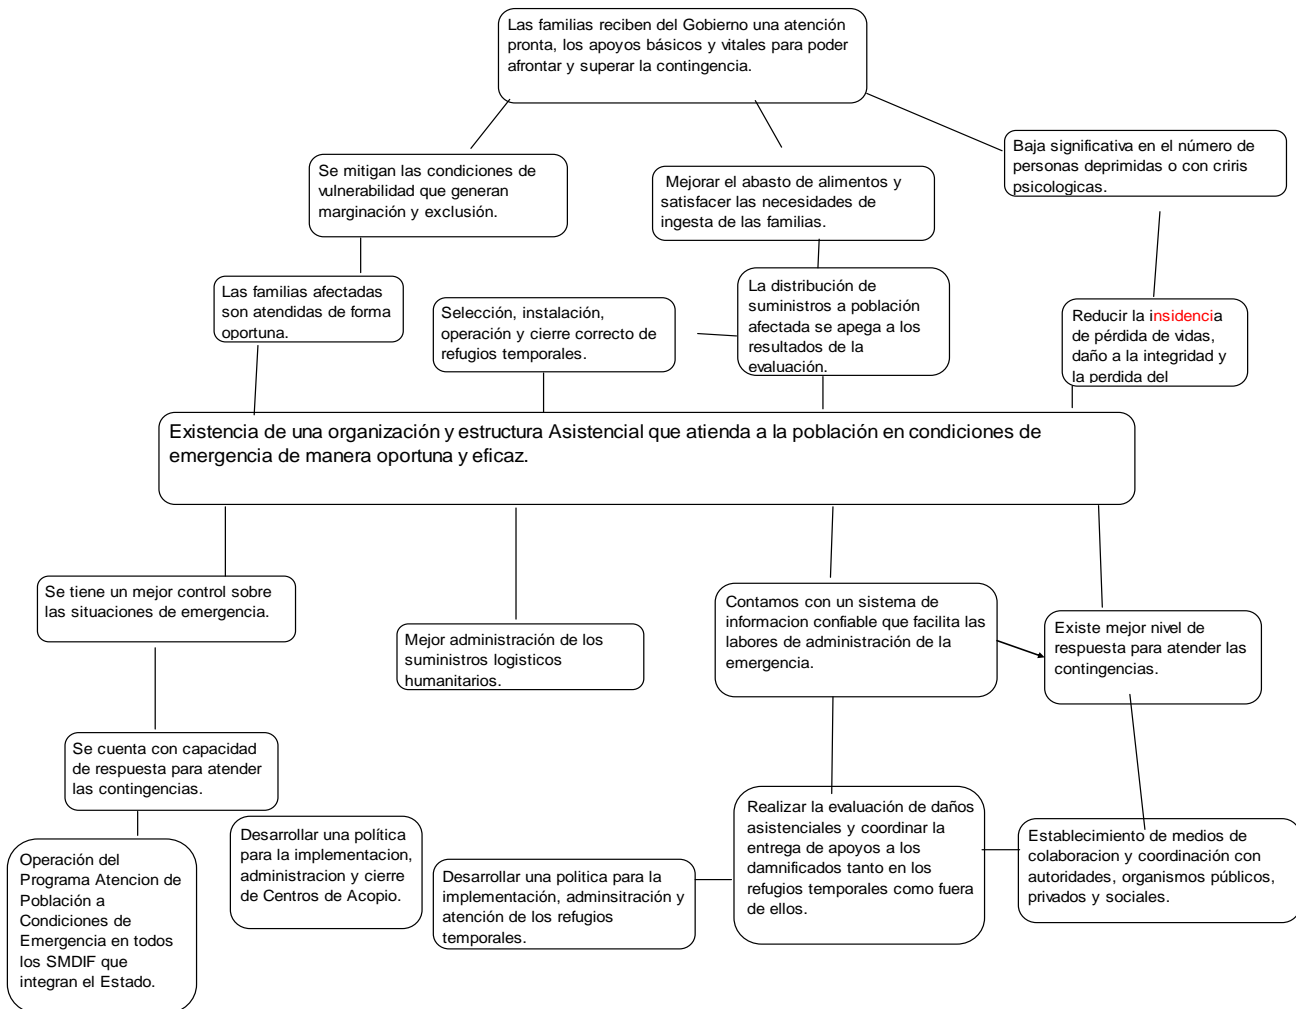 Las familias reciben del Gobierno una atención
pronta, los apoyos básicos y vitales para poder
afrontar y superar la contingencia.
Baja significativa en el número de
personas deprimidas o con criris
psicologicas.
Se mitigan las condiciones de
vulnerabilidad que generan
marginación y exclusión.
Mejorar el abasto de alimentos y
satisfacer las necesidades de
ingesta de las familias.
Las familias afectadas
son atendidas de forma
oportuna.
Selección, instalación,
operación y cierre correcto de
refugios temporales.
La distribución de
suministros a población
afectada se apega a los
resultados de la
evaluación.
Reducir la insidencia
de pérdida de vidas,
daño a la integridad y
la perdida del
Existencia de una organización y estructura Asistencial que atienda a la población en condiciones de
emergencia de manera oportuna y eficaz.
Se tiene un mejor control sobre
las situaciones de emergencia.
Mejor administración de los
suministros logisticos
humanitarios.
Contamos con un sistema de
informacion confiable que facilita las
labores de administración de la
emergencia.
Existe mejor nivel de
respuesta para atender las
contingencias.
Se cuenta con capacidad
de respuesta para atender
las contingencias.
Operación del
Programa Atencion de
Población a
Condiciones de
Emergencia en todos
los SMDIF que
integran el Estado.
Desarrollar una política
para la implementacion,
administracion y cierre
de Centros de Acopio.
Desarrollar una politica para la
implementación, adminsitración y
atención de los refugios
temporales.
Realizar la evaluación de daños
asistenciales y coordinar la
entrega de apoyos a los
damnificados tanto en los
refugios temporales como fuera
de ellos.
Establecimiento de medios de
colaboracion y coordinación con
autoridades, organismos públicos,
privados y sociales.